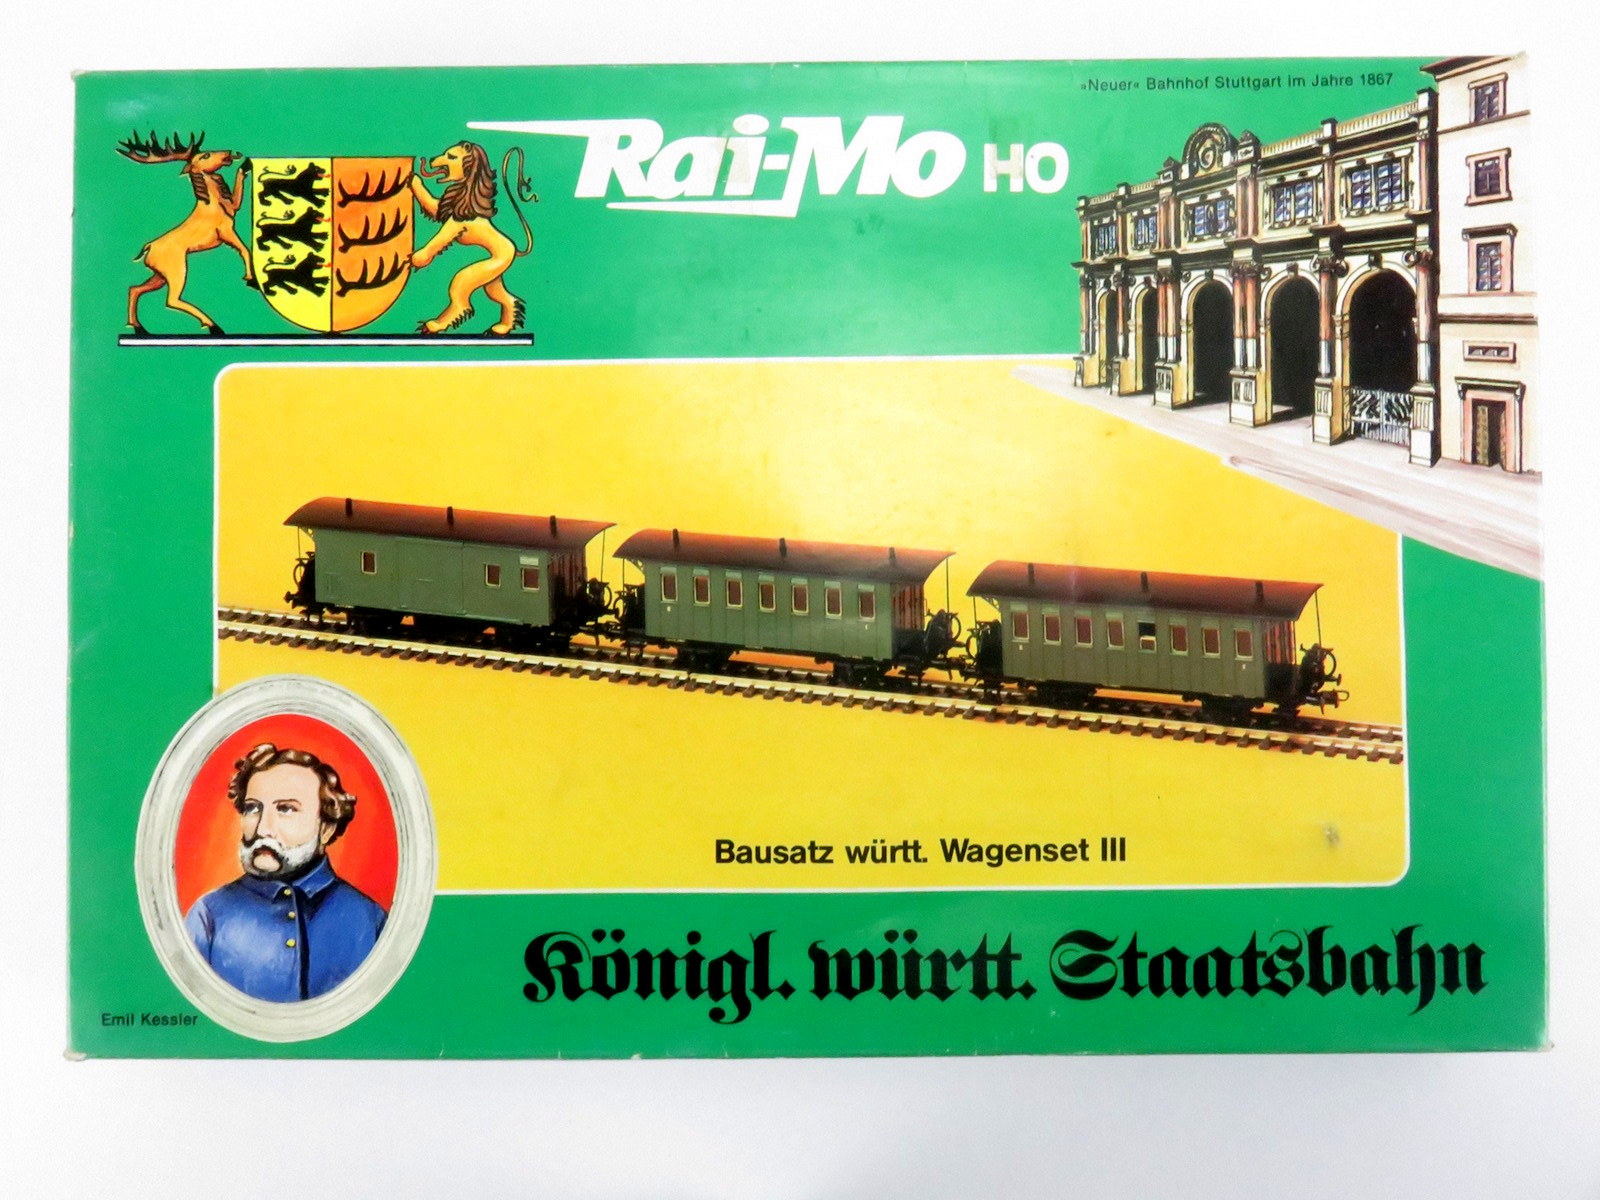 »Neuer« Bahnhof Stuttgart im Jahre 1867
Rai-Mo HO
Bausatz württ. Wagenset III
Königl. württ. Staatsbahn
Emil Kessler